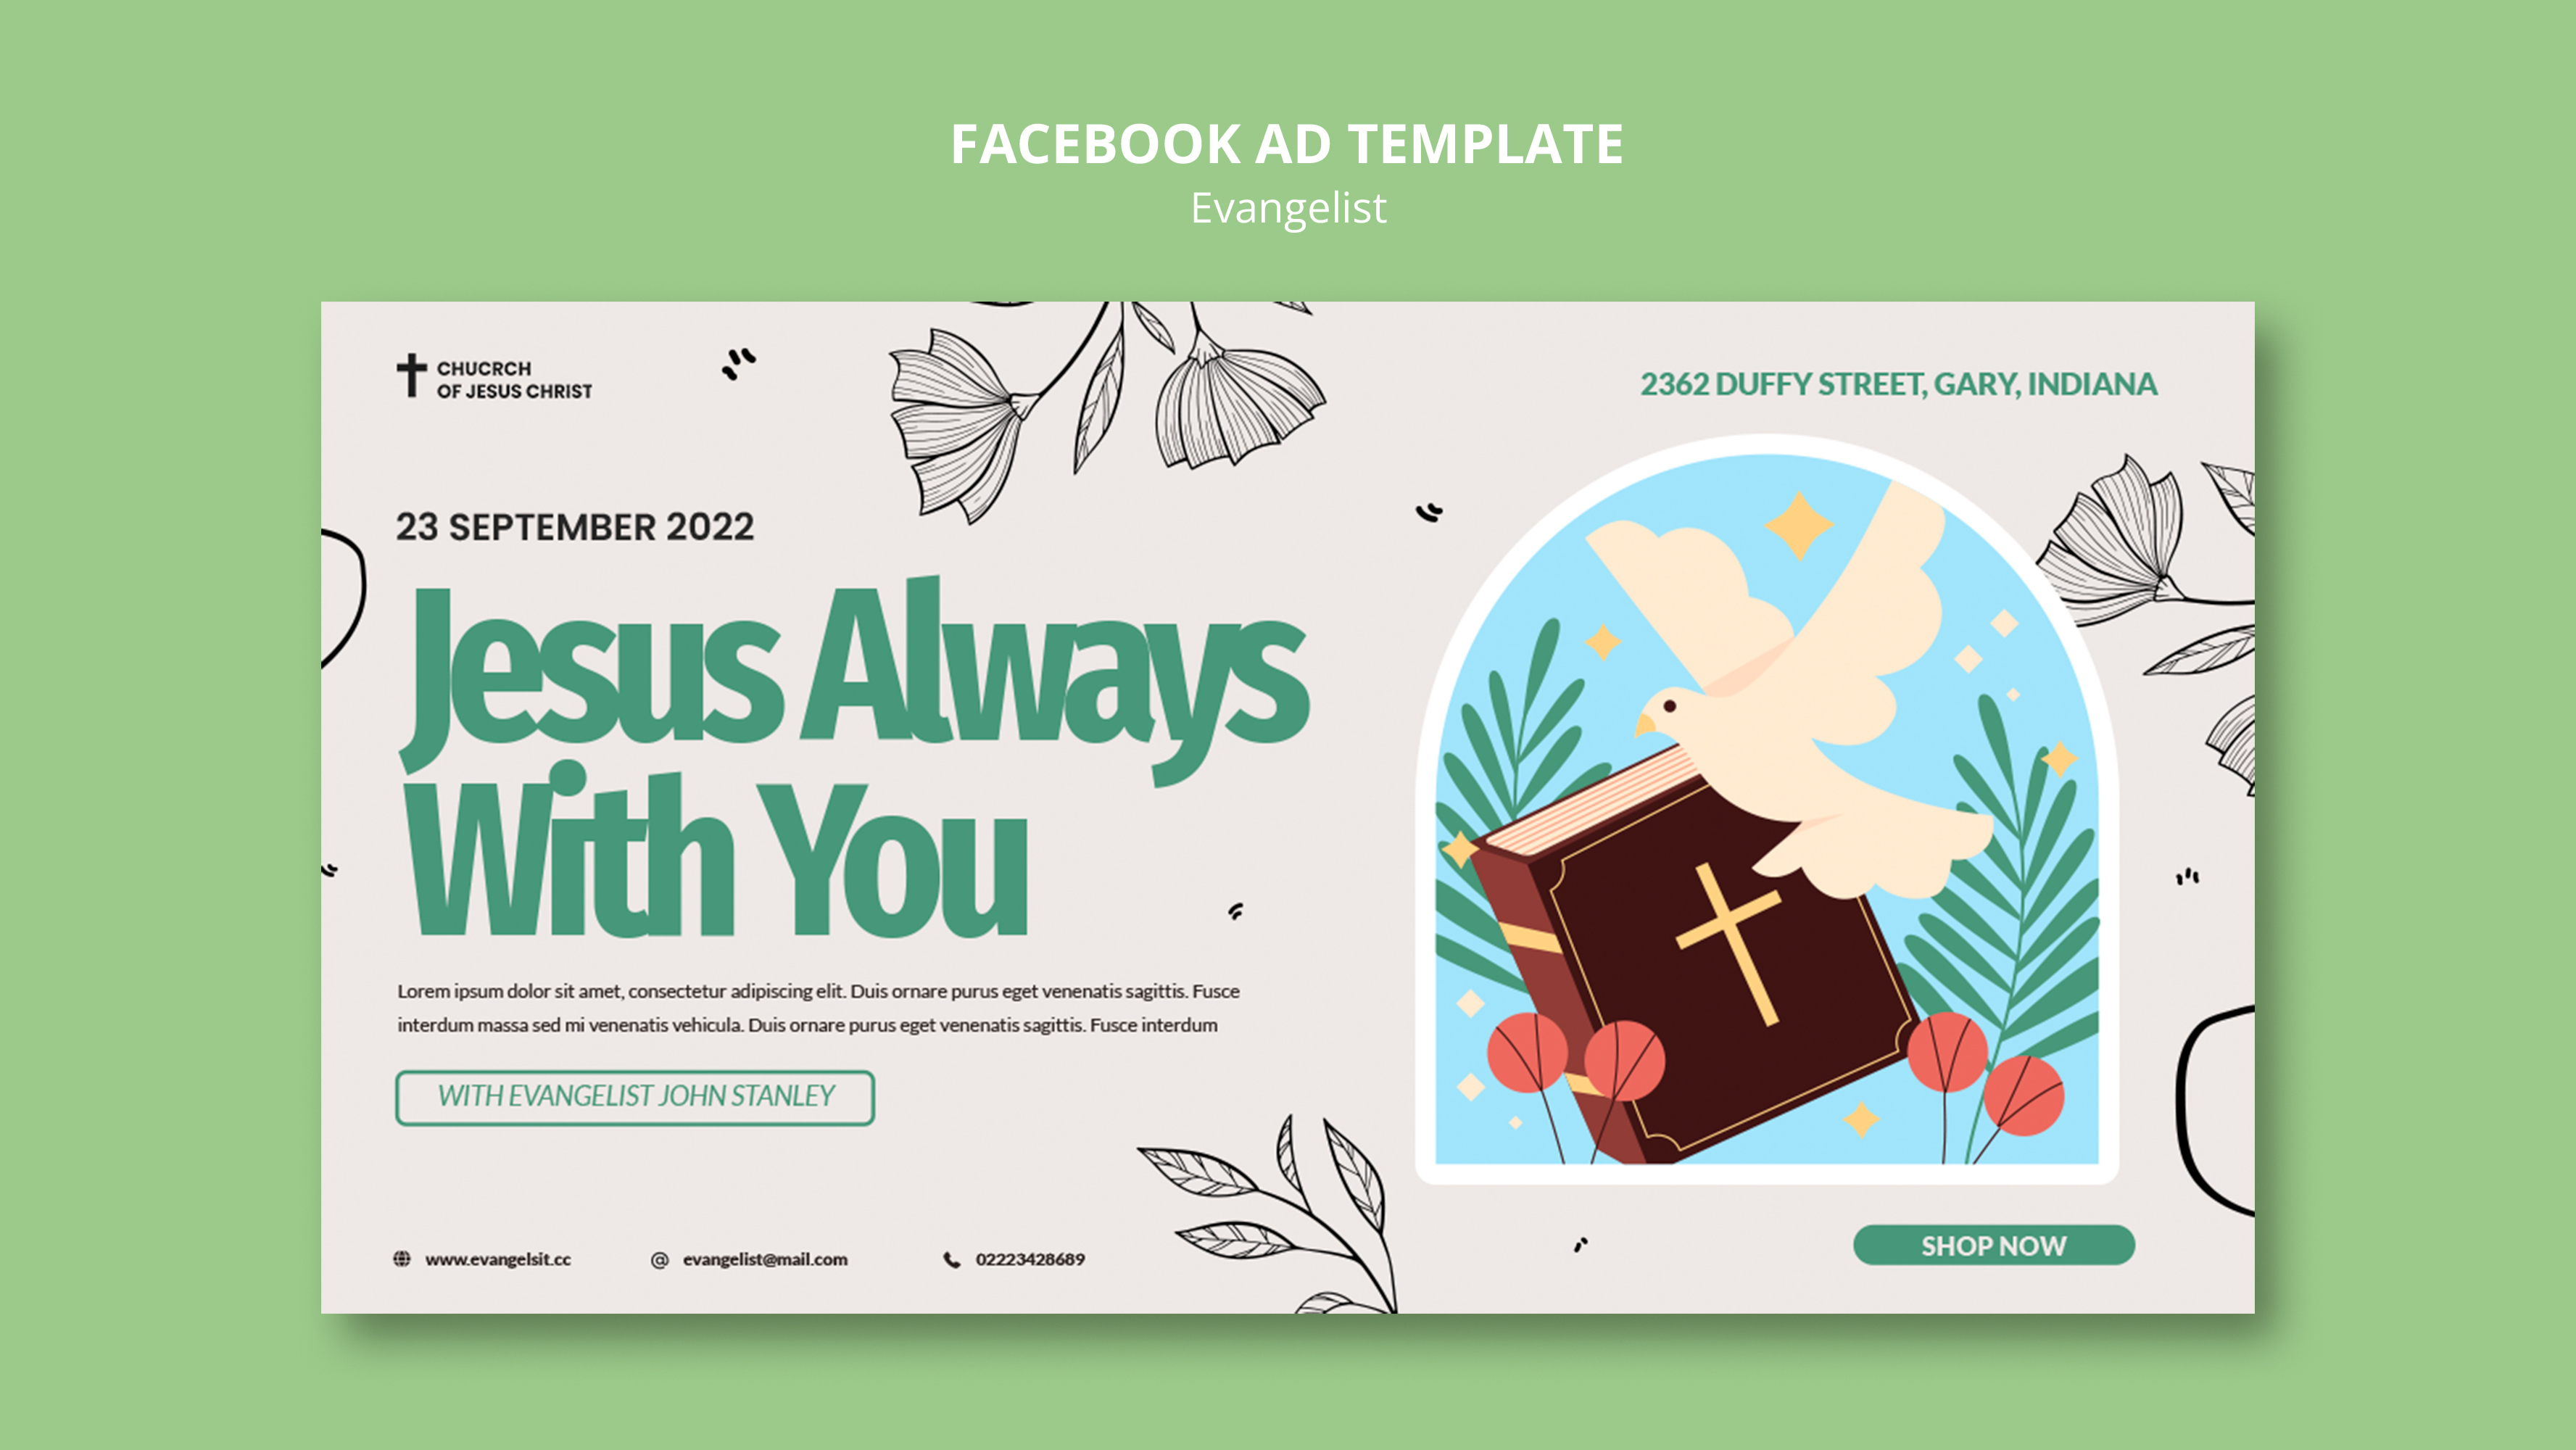 FACEBOOK AD TEMPLATE
Evangelist
CHUCRCH
OF JESUS CHRIST
2362 DUFFY STREET, GARY, INDIANA
23 SEPTEMBER 2022
Jesus Always
With You
Lorem ipsum dolor sit amet, consectetur adipiscing elit. Duis ornare purus eget venenatis sagittis. Fusce
interdum massa sed mi venenatis vehicula. Duis ornare purus eget venenatis sagittis. Fusce interdum
WITH EVANGELIST JOHN STANLEY
www.evangelsit.cc
evangelist@mail.com
02223428689
SHOP NOW